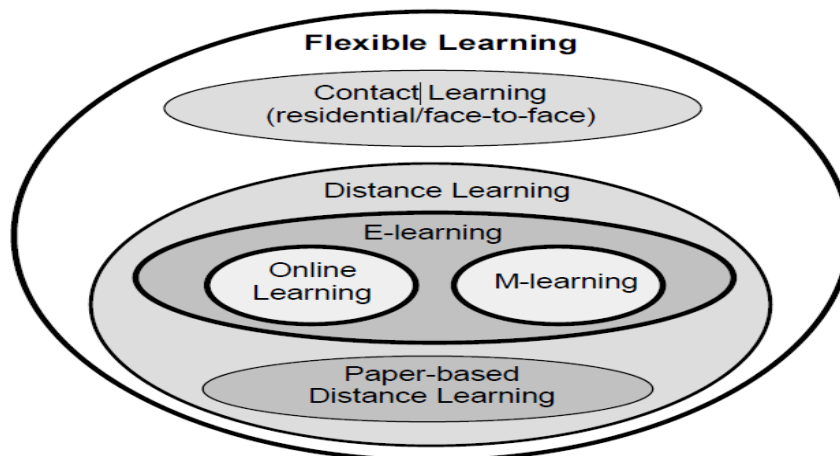 Flexible Learning
Contact Learning
(residential/face-to-face)
Distance Learning
E-learning
Online
Learning
M-learning
Paper-based
Distance Learning